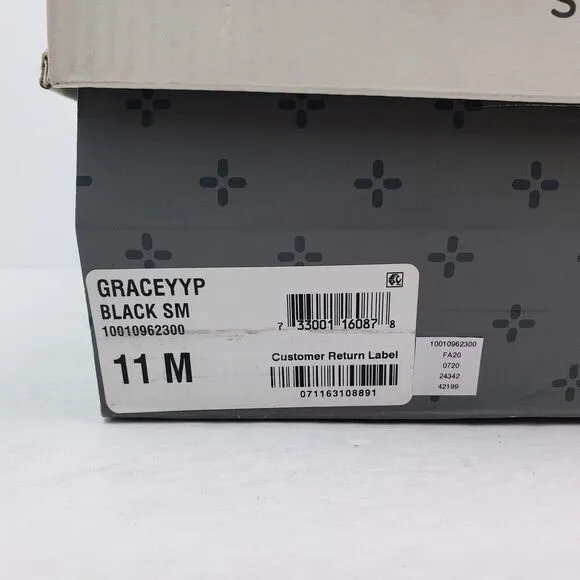 S
GRACEYYP
BLACK SM
10010962300
11 M
7 33001 16087 8
Customer Return Label
071163108891
10010962300
FA20
0720
24342
42199